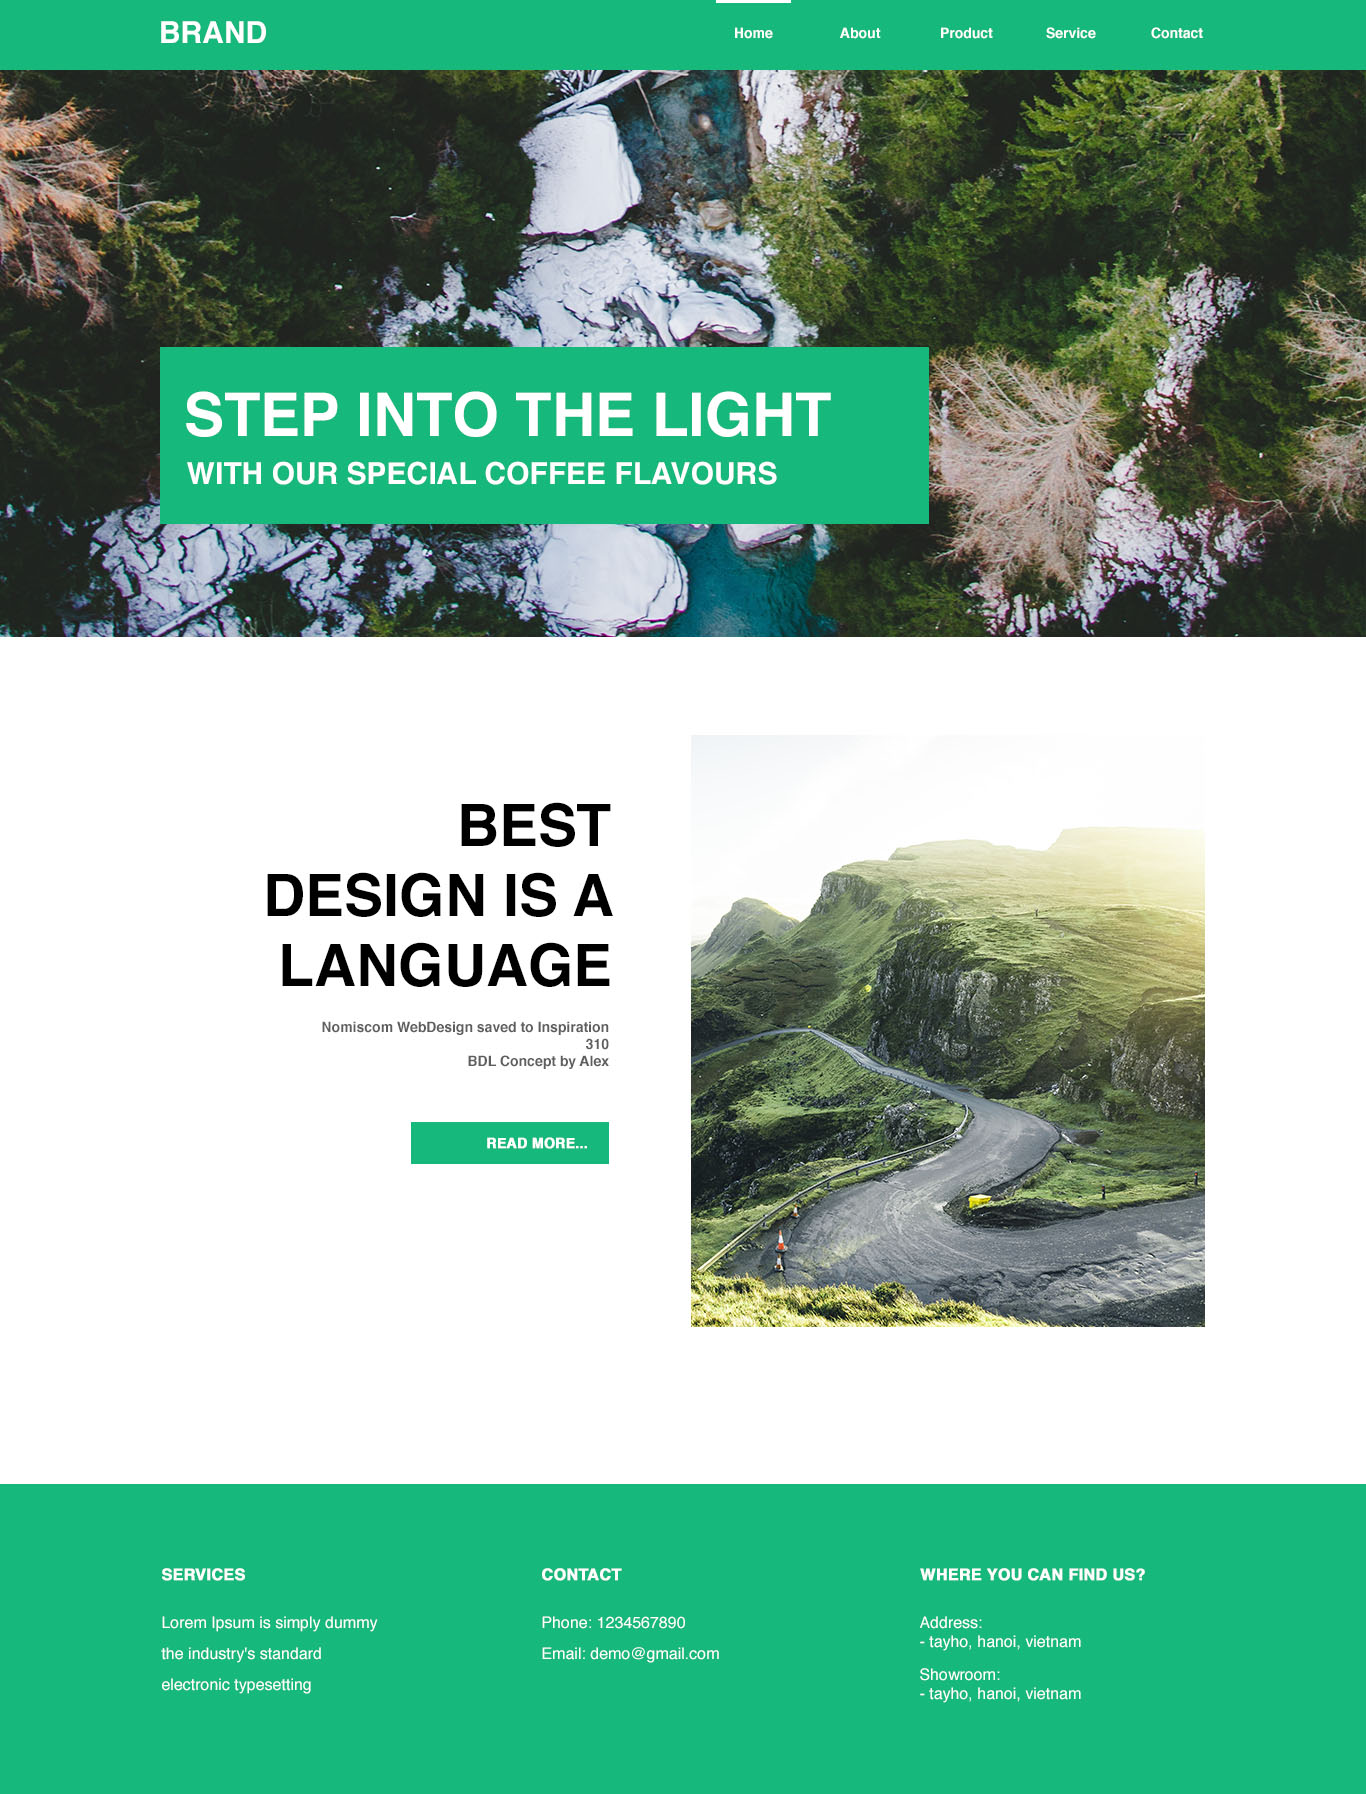 BRAND
Home About Product Service Contact
STEP INTO THE LIGHT
WITH OUR SPECIAL COFFEE FLAVOURS
BEST
DESIGN IS A
LANGUAGE
Nomiscom WebDesign saved to Inspiration
310
BDL Concept by Alex
READ MORE...
SERVICES
Lorem Ipsum is simply dummy
the industry's standard
electronic typesetting
CONTACT
Phone: 1234567890
Email: demo@gmail.com
WHERE YOU CAN FIND US?
Address:
- tayho, hanoi, vietnam
Showroom:
- tayho, hanoi, vietnam